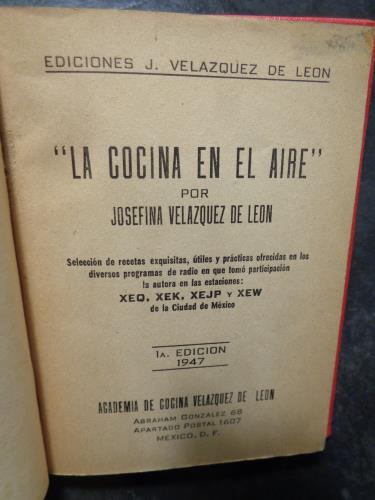 EDICIONES J. VELAZQUEZ DE LEON
"LA COCINA EN EL AIRE"
POR
JOSEFINA VELAZQUEZ DE LEON
Selección de recetas exquisitas, útiles y prácticas ofrecidas en los
diversos programas de radio en que tomó participación
la autora en las estaciones:
XEQ, XEK, XEJP Y XEW
de la Ciudad de México
1A. EDICION
1947
ACADEMIA DE COCINA VELAZQUEZ DE LEON
ABRAHAM GONZALEZ 68
APARTADO POSTAL 1607
MEXICO, D. F.